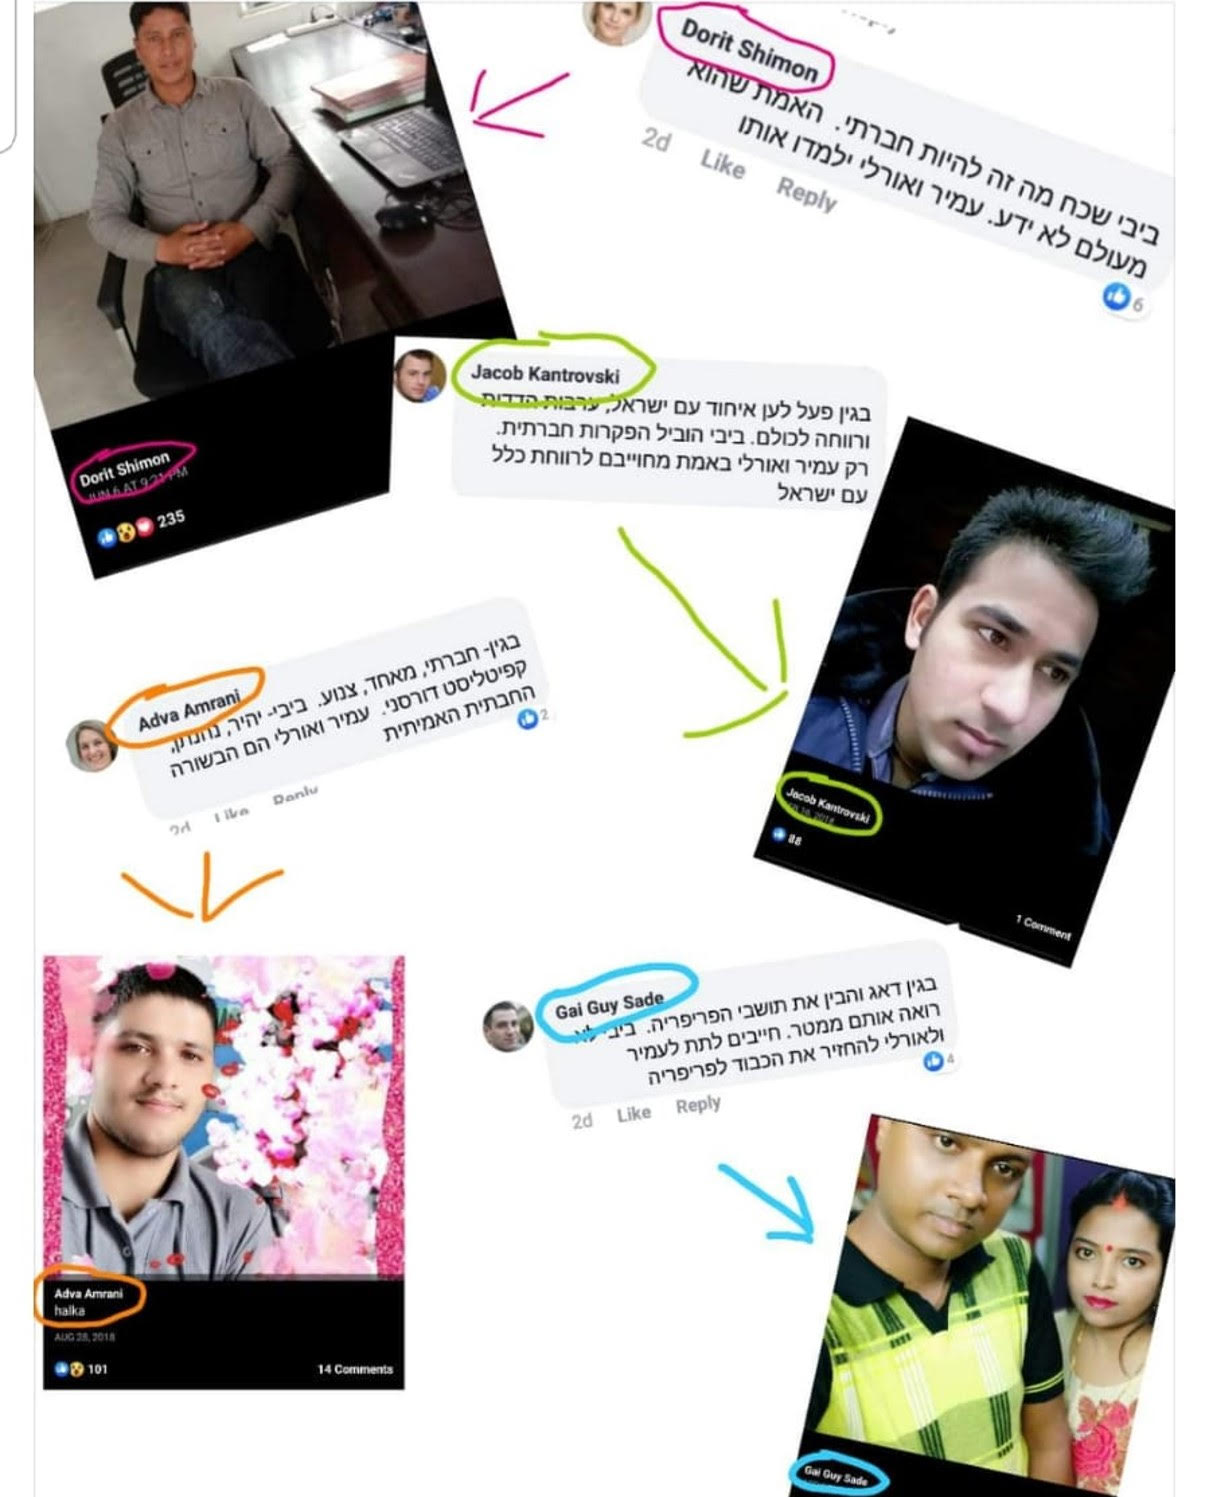 Dorit Shimon
ביבי שכח מה זה להיות חברתי. האמת שהוא
מעולם לא ידע. עמיר ואורלי ילמדו אותו
2d Like Reply
6
Dorit Shimon
JUN 6 AT 9:21 PM
235
Jacob Kantrovski
בגין פעל לען איחוד עם ישראל, ערבות הדדית
ורווחה לכולם. ביבי הוביל הפקרות חברתית.
רק עמיר ואורלי באמת מחוייבם לרווחת כלל
עם ישראל
Jacob Kantrovski
2018
88
1 Comment
Adva Amrani
בגין- חברתי, מאחד, צנוע. ביבי- יהיר, נהנתן,
קפיטליסט דורסני. עמיר ואורלי הם הבשורה
החבתית האמיתית
2
2d Like Reply
Adva Amrani
halka
AUG 28, 2018
101 14 Comments
Gai Guy Sade
בגין דאג והבין את תושבי הפריפריה. ביבי לא
רואה אותם ממטר. חייבים לתת לעמיר
ולאורלי להחזיר את הכבוד לפריפריה
4
2d Like Reply
Gai Guy Sade